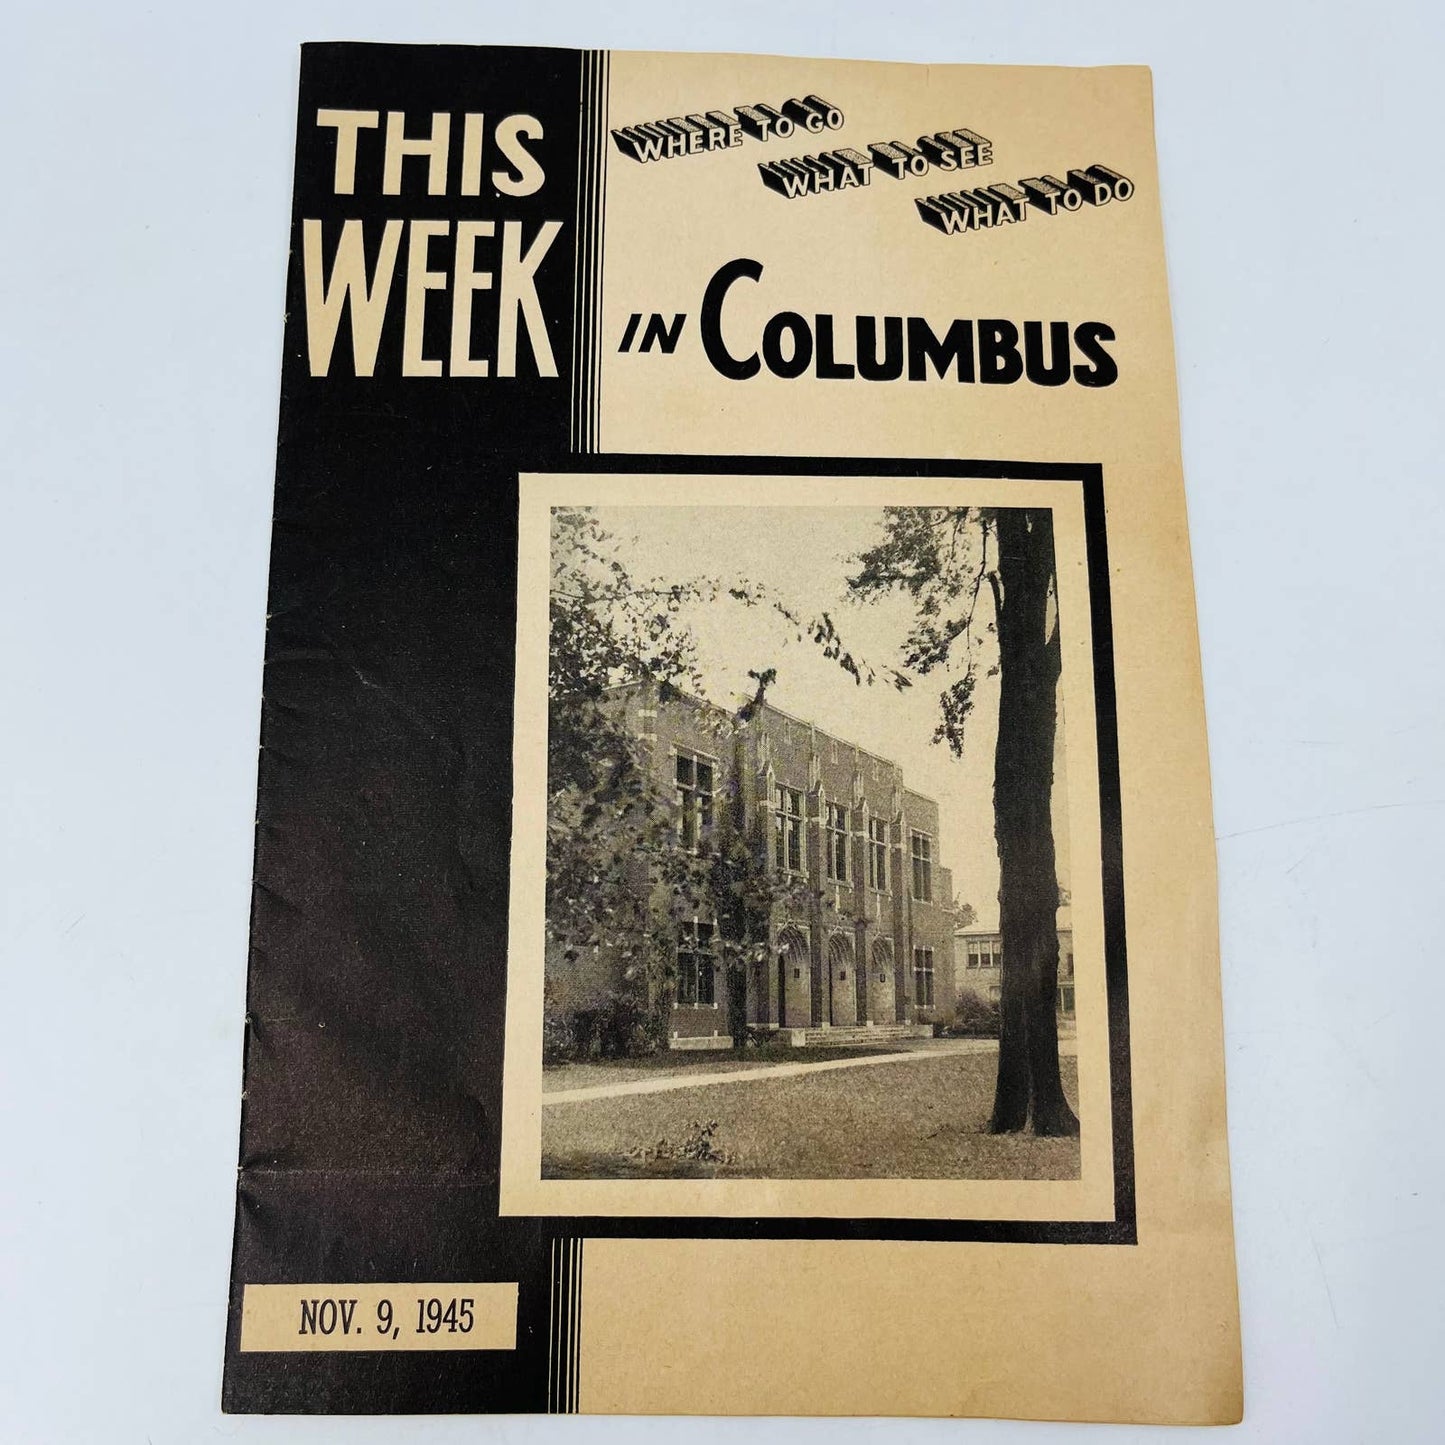 THIS
WEEK
WHERE TO GO
WHAT TO SEE
WHAT TO DO
IN COLUMBUS
NOV. 9, 1945